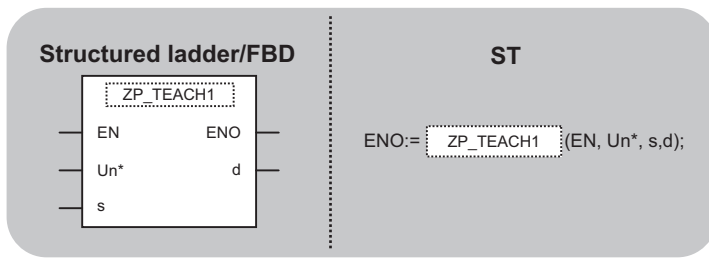 Structured ladder/FBD
ZP_TEACH1
EN ENO
Un* d
s
ST
ENO:= ZP_TEACH1 (EN, Un*, s,d);